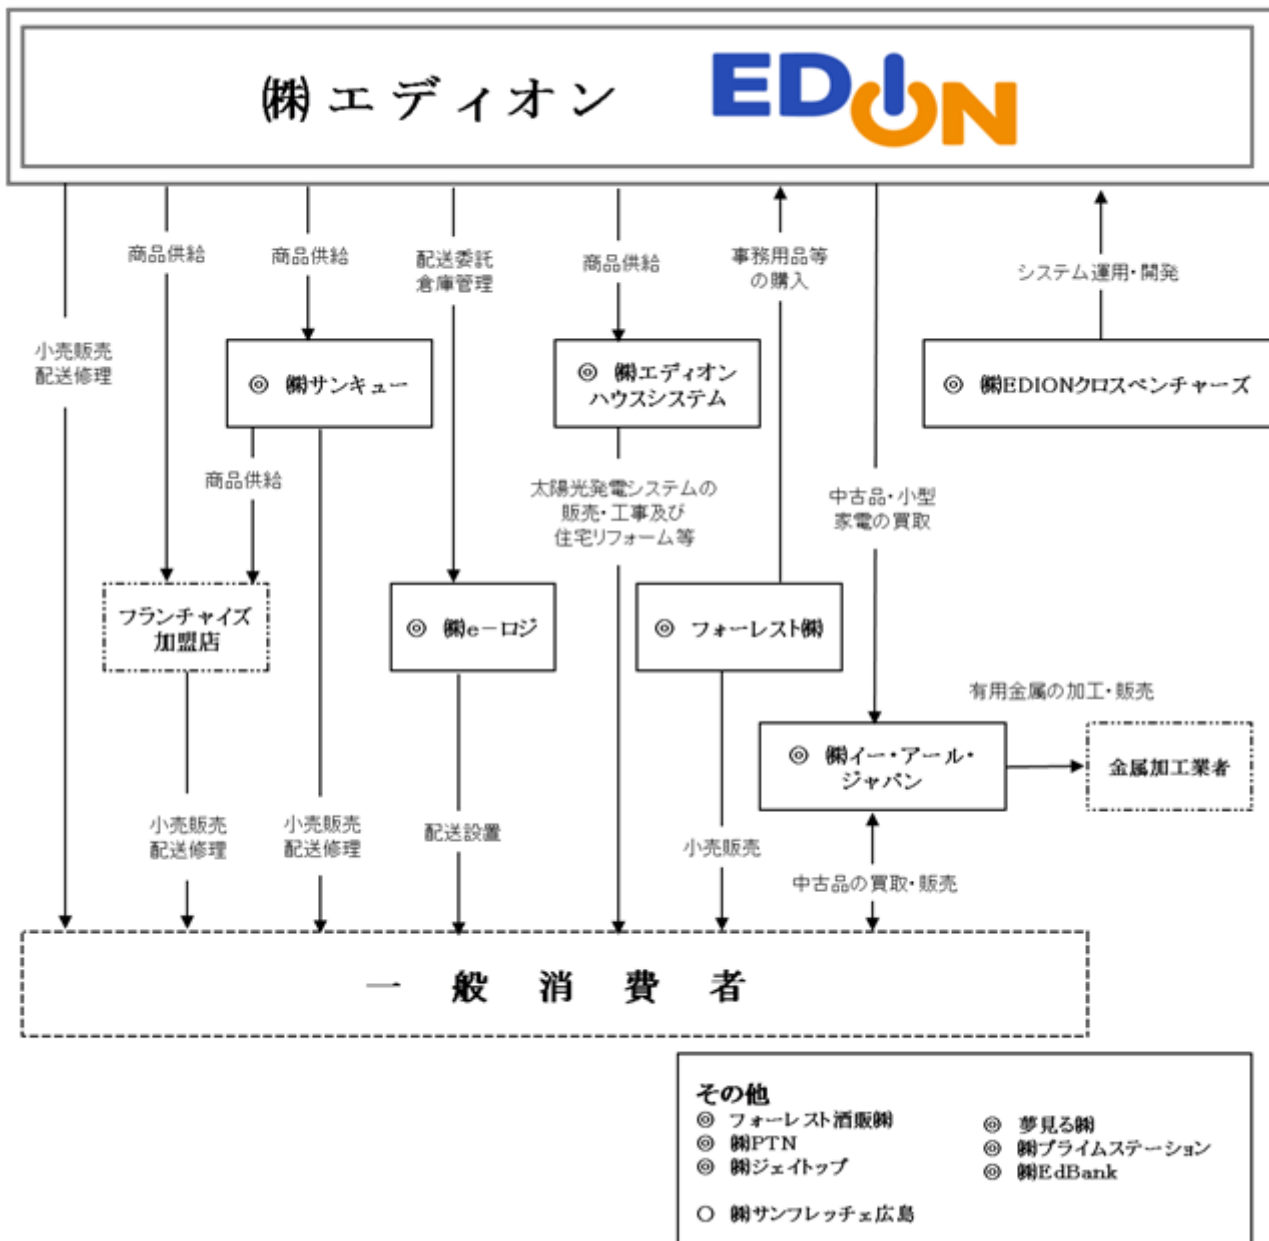 ㈱エディオン EDION
商品供給
商品供給
配送委託
倉庫管理
商品供給
事務用品等
の購入
システム運用・開発
小売販売
配送修理
◎ ㈱サンキュー
◎ ㈱エディオン
ハウスシステム
◎ ㈱EDIONクロスベンチャーズ
商品供給
太陽光発電システムの
販売・工事及び
住宅リフォーム等
中古品・小型
家電の買取
フランチャイズ
加盟店
◎ ㈱e－ロジ
◎ フォーレスト㈱
有用金属の加工・販売
◎ ㈱イー・アール・
ジャパン
金属加工業者
小売販売
配送修理
小売販売
配送修理
配送設置
小売販売
中古品の買取・販売
一般消費者
その他
◎ フォーレスト酒販㈱
◎ ㈱PTN
◎ ㈱ジェイトップ
○ ㈱サンフレッチェ広島
◎ 夢見る㈱
◎ ㈱プライムステーション
◎ ㈱EdBank